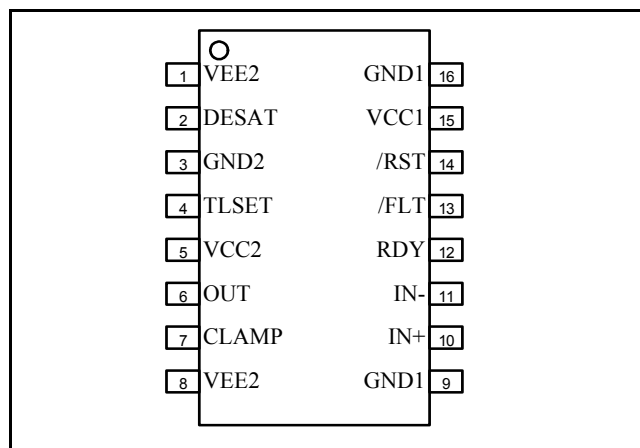 1 VEE2 GND1 16
2 DESAT VCC1 15
3 GND2 /RST 14
4 TLSET /FLT 13
5 VCC2 RDY 12
6 OUT IN- 11
7 CLAMP IN+ 10
8 VEE2 GND1 9